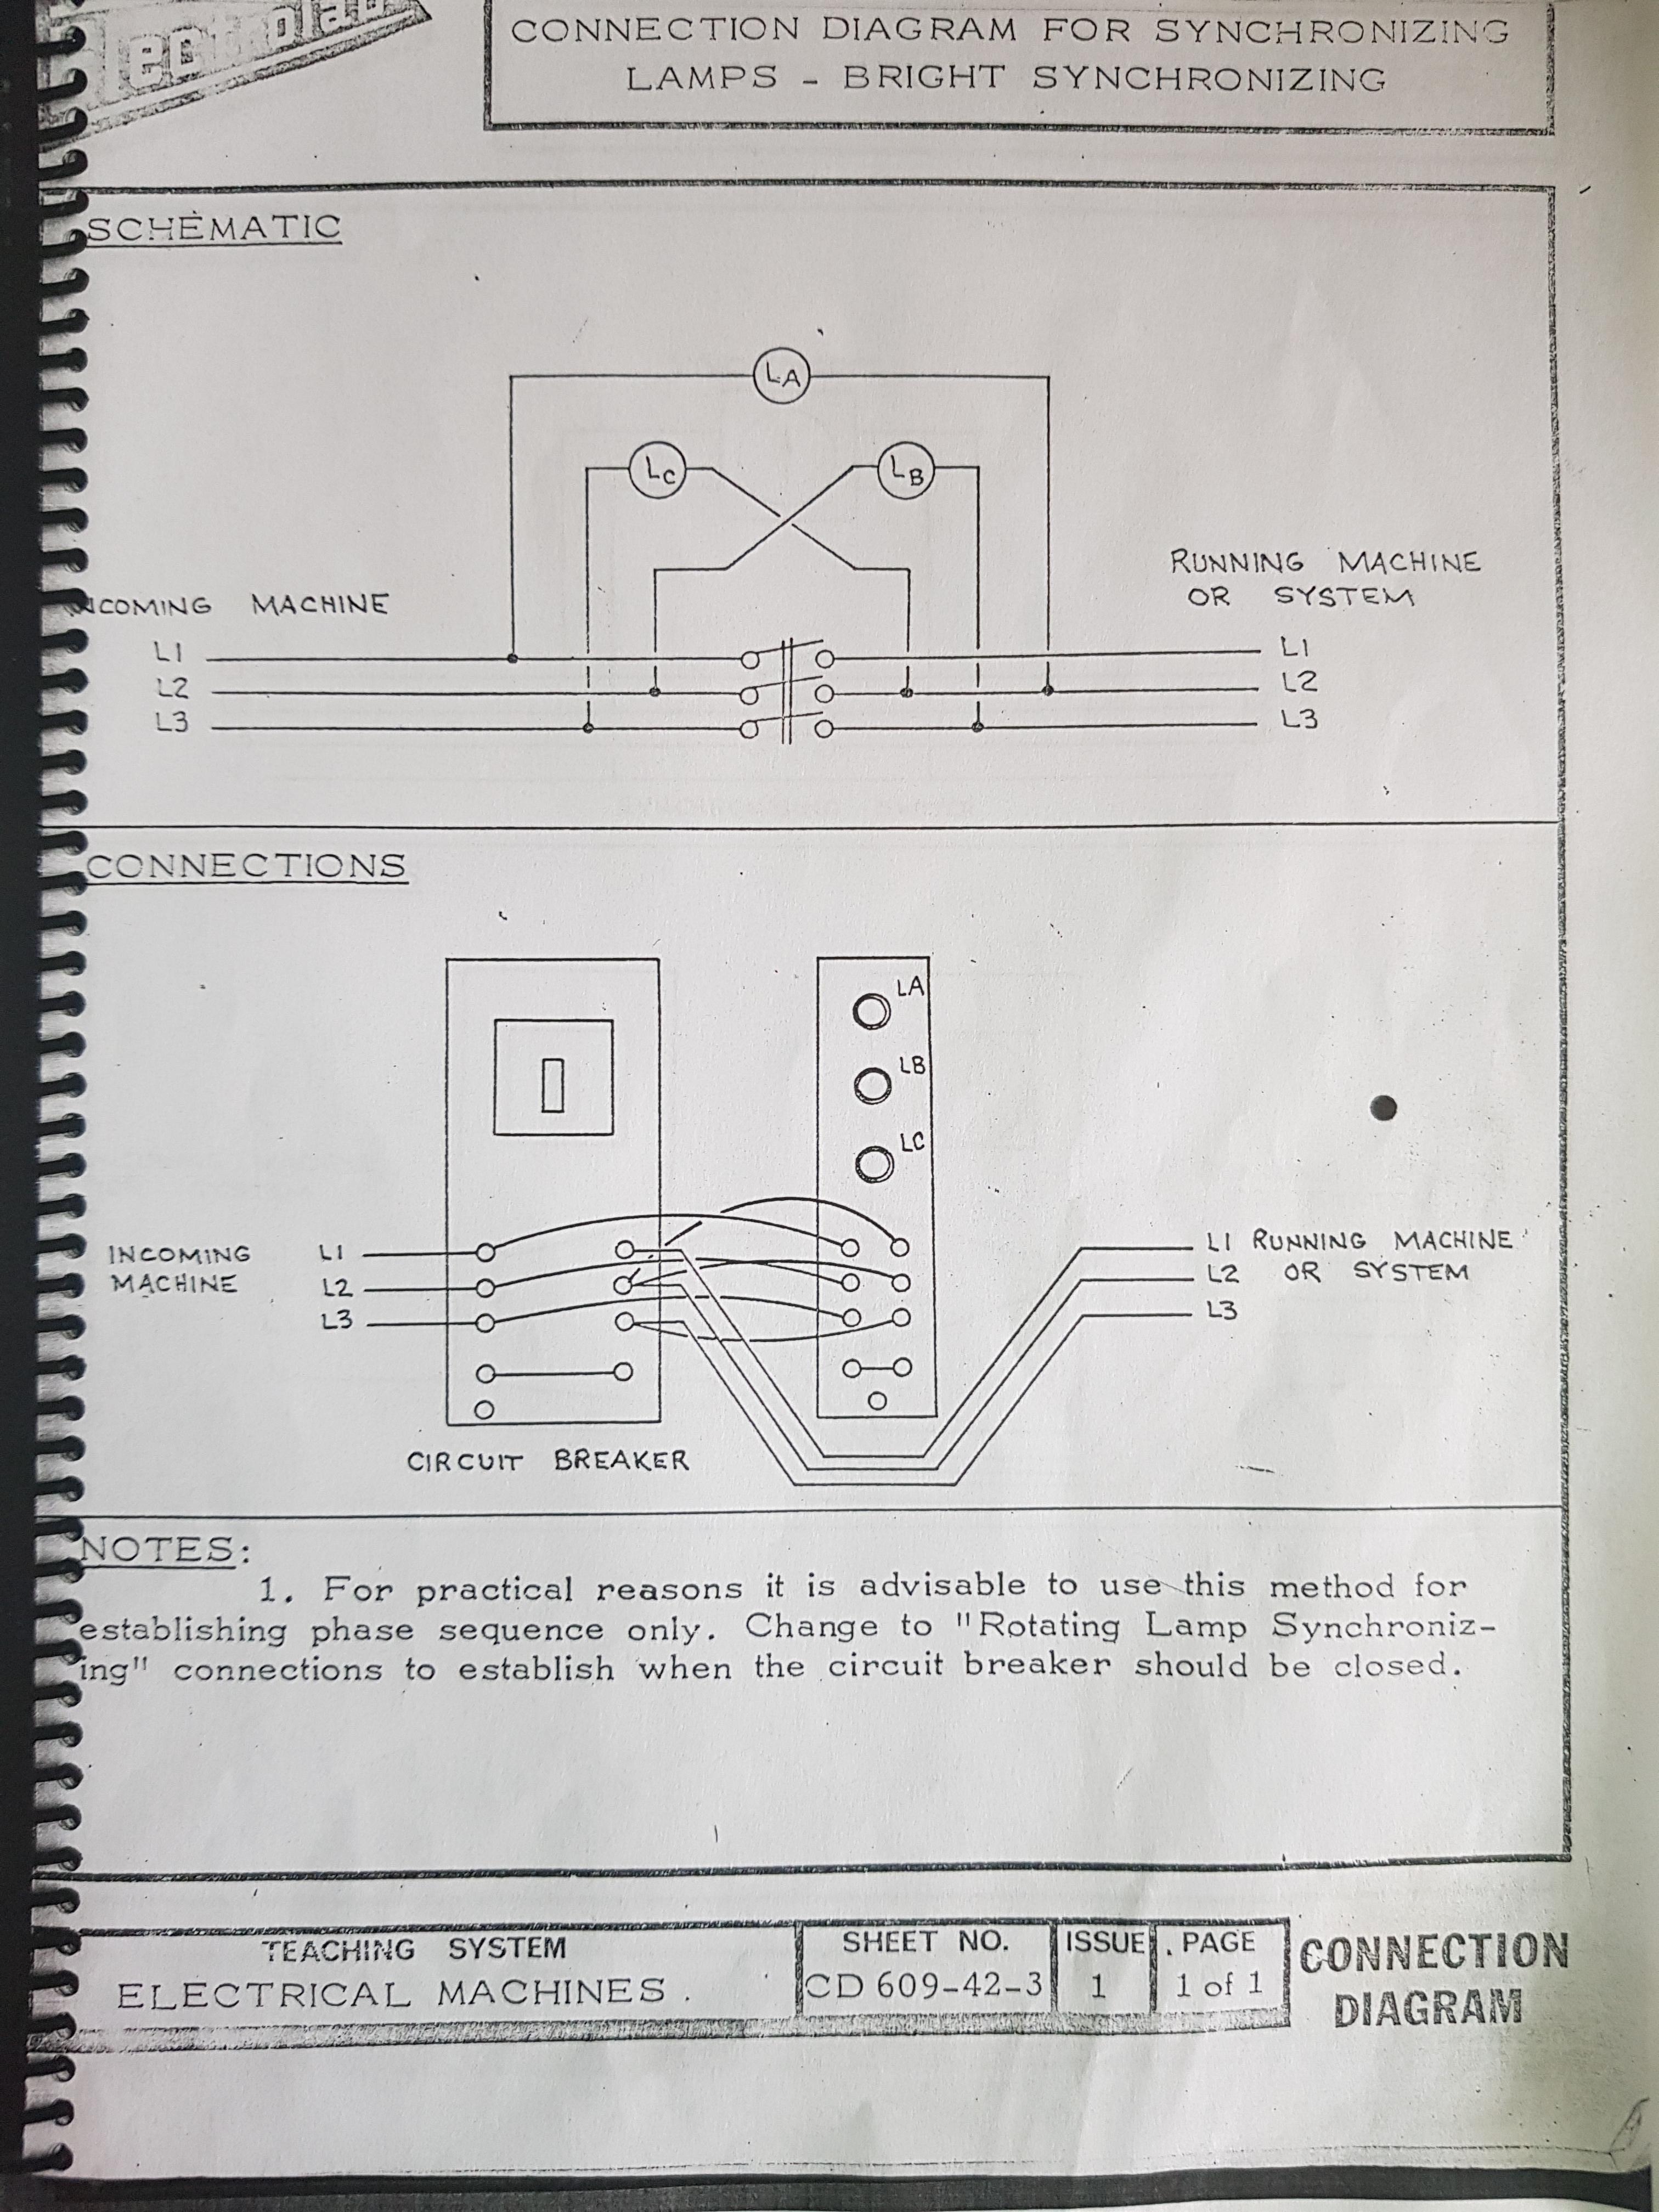 Tectrolab
CONNECTION DIAGRAM FOR SYNCHRONIZING
LAMPS - BRIGHT SYNCHRONIZING
SCHEMATIC
LA
LC
LB
RUNNING MACHINE
OR SYSTEM
INCOMING MACHINE
L1
L1
L2
L2
L3
L3
CONNECTIONS
LA
LB
LC
INCOMING
MACHINE
L1
L2
L3
L1 RUNNING MACHINE
L2 OR SYSTEM
L3
CIRCUIT BREAKER
NOTES:
1. For practical reasons it is advisable to use this method for
establishing phase sequence only. Change to "Rotating Lamp Synchroniz-
ing" connections to establish when the circuit breaker should be closed.
TEACHING SYSTEM
ELECTRICAL MACHINES.
SHEET NO.
CD 609-42-3
ISSUE
1
PAGE
1 of 1
CONNECTION
DIAGRAM